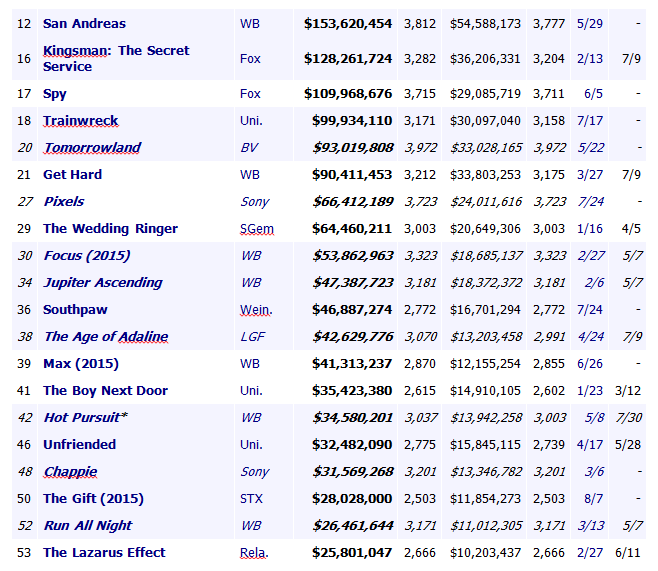 12 San Andreas WB $153,620,454 3,812 $54,588,173 3,777 5/29 -
16 Kingsman: The Secret Service Fox $128,261,724 3,282 $36,206,331 3,204 2/13 7/9
17 Spy Fox $109,968,676 3,715 $29,085,719 3,711 6/5 -
18 Trainwreck Uni. $99,934,110 3,171 $30,097,040 3,158 7/17 -
20 Tomorrowland BV $93,019,808 3,972 $33,028,165 3,972 5/22 -
21 Get Hard WB $90,411,453 3,212 $33,803,253 3,175 3/27 7/9
27 Pixels Sony $66,412,189 3,723 $24,011,616 3,723 7/24 -
29 The Wedding Ringer SGem $64,460,211 3,003 $20,649,306 3,003 1/16 4/5
30 Focus (2015) WB $53,862,963 3,323 $18,685,137 3,323 2/27 5/7
34 Jupiter Ascending WB $47,387,723 3,181 $18,372,372 3,181 2/6 5/7
36 Southpaw Wein. $46,887,274 2,772 $16,701,294 2,772 7/24 -
38 The Age of Adaline LGF $42,629,776 3,070 $13,203,458 2,991 4/24 7/9
39 Max (2015) WB $41,313,237 2,870 $12,155,254 2,855 6/26 -
41 The Boy Next Door Uni. $35,423,380 2,615 $14,910,105 2,602 1/23 3/12
42 Hot Pursuit* WB $34,580,201 3,037 $13,942,258 3,003 5/8 7/30
46 Unfriended Uni. $32,482,090 2,775 $15,845,115 2,739 4/17 5/28
48 Chappie Sony $31,569,268 3,201 $13,346,782 3,201 3/6 -
50 The Gift (2015) STX $28,028,000 2,503 $11,854,273 2,503 8/7 -
52 Run All Night WB $26,461,644 3,171 $11,012,305 3,171 3/13 5/7
53 The Lazarus Effect Rela. $25,801,047 2,666 $10,203,437 2,666 2/27 6/11